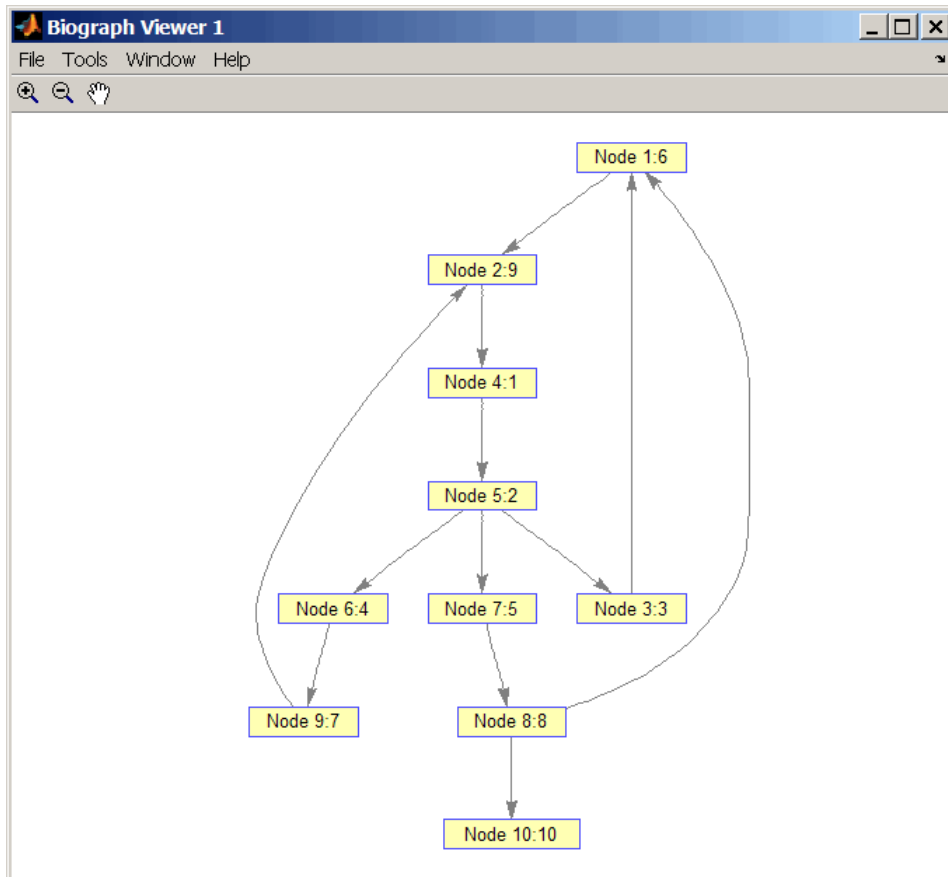 Biograph Viewer 1
File Tools Window Help
Node 1:6
Node 2:9
Node 4:1
Node 5:2
Node 6:4 Node 7:5 Node 3:3
Node 9:7 Node 8:8
Node 10:10